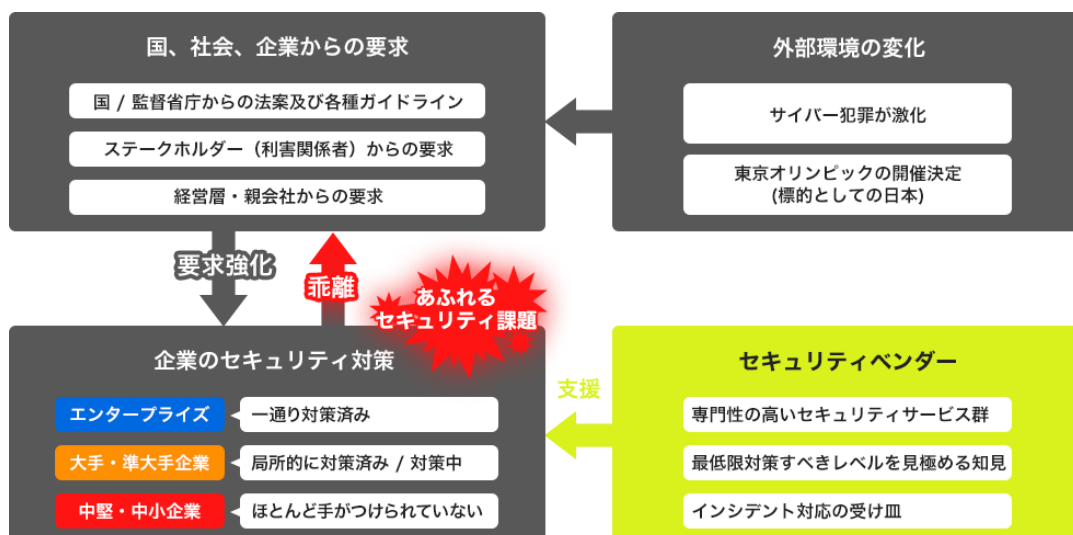 国、社会、企業からの要求
国 / 監督省庁からの法案及び各種ガイドライン
ステークホルダー（利害関係者）からの要求
経営層・親会社からの要求
外部環境の変化
サイバー犯罪が激化
東京オリンピックの開催決定
(標的としての日本)
要求強化
乖離
あふれる
セキュリティ課題
企業のセキュリティ対策
エンタープライズ
一通り対策済み
大手・準大手企業
局所的に対策済み / 対策中
中堅・中小企業
ほとんど手がつけられていない
支援
セキュリティベンダー
専門性の高いセキュリティサービス群
最低限対策すべきレベルを見極める知見
インシデント対応の受け皿